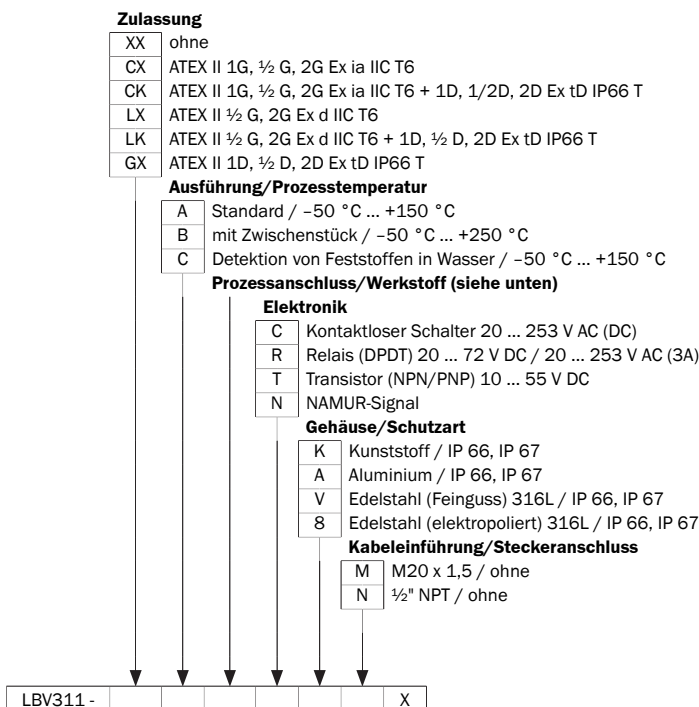 Zulassung
XX ohne
CX ATEX II 1G, ½ G, 2G Ex ia IIC T6
CK ATEX II 1G, ½ G, 2G Ex ia IIC T6 + 1D, 1/2D, 2D Ex tD IP66 T
LX ATEX II ½ G, 2G Ex d IIC T6
LK ATEX II ½ G, 2G Ex d IIC T6 + 1D, ½ D, 2D Ex tD IP66 T
GX ATEX II 1D, ½ D, 2D Ex tD IP66 T
Ausführung/Prozesstemperatur
A Standard / –50 °C ... +150 °C
B mit Zwischenstück / –50 °C ... +250 °C
C Detektion von Feststoffen in Wasser / –50 °C ... +150 °C
Prozessanschluss/Werkstoff (siehe unten)
Elektronik
C Kontaktloser Schalter 20 ... 253 V AC (DC)
R Relais (DPDT) 20 ... 72 V DC / 20 ... 253 V AC (3A)
T Transistor (NPN/PNP) 10 ... 55 V DC
N NAMUR-Signal
Gehäuse/Schutzart
K Kunststoff / IP 66, IP 67
A Aluminium / IP 66, IP 67
V Edelstahl (Feinguss) 316L / IP 66, IP 67
8 Edelstahl (elektropoliert) 316L / IP 66, IP 67
Kabeleinführung/Steckeranschluss
M M20 x 1,5 / ohne
N ½" NPT / ohne
LBV311 - X